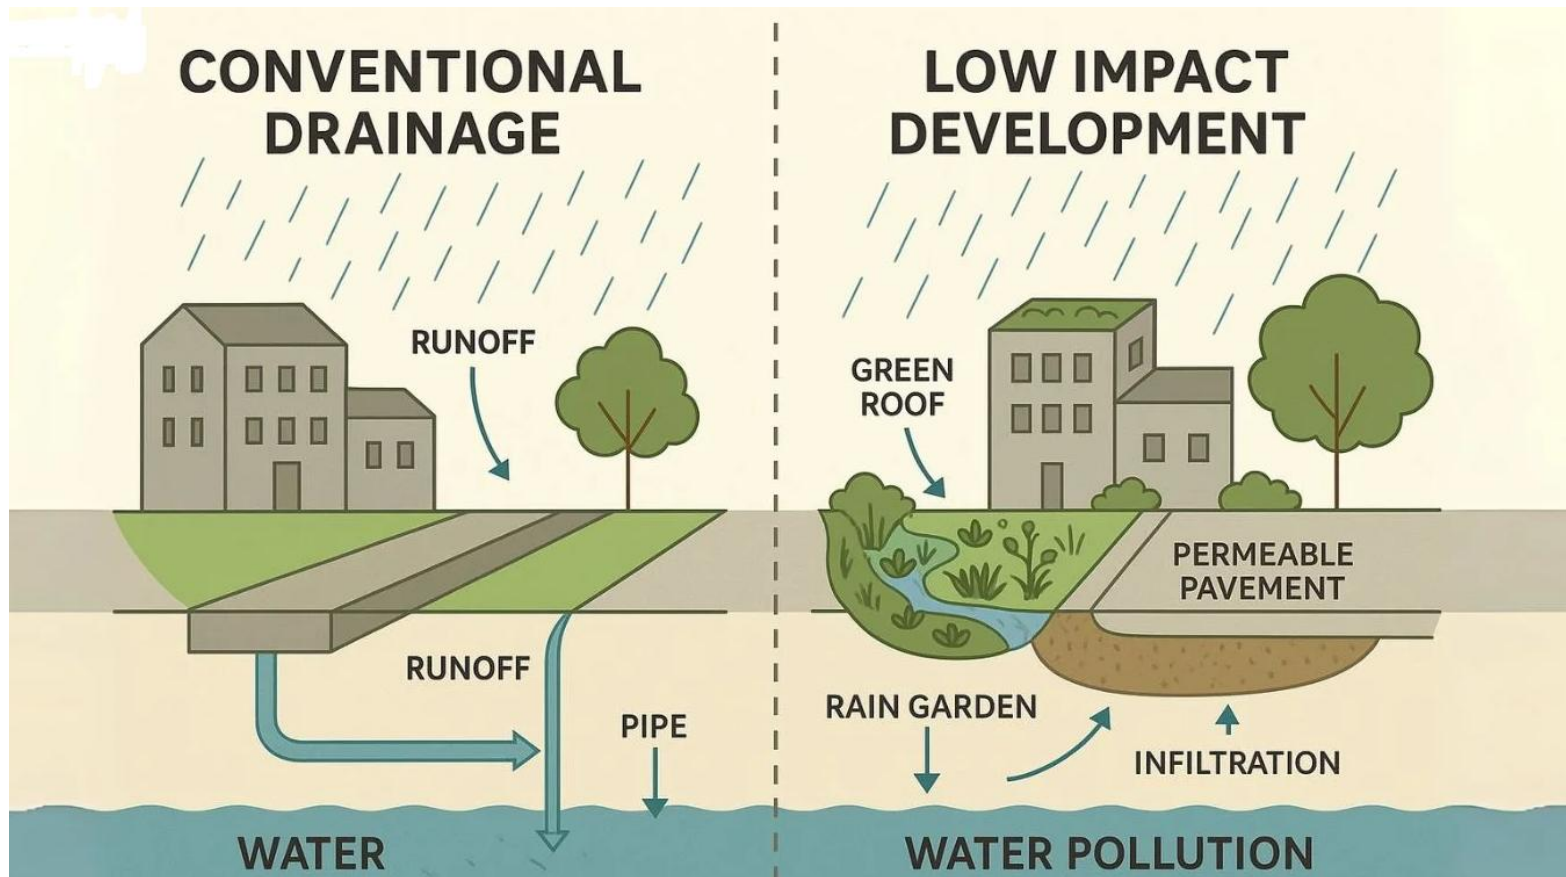 CONVENTIONAL
DRAINAGE
RUNOFF
RUNOFF
PIPE
WATER
LOW IMPACT
DEVELOPMENT
GREEN
ROOF
PERMEABLE
PAVEMENT
RAIN GARDEN
INFILTRATION
WATER POLLUTION